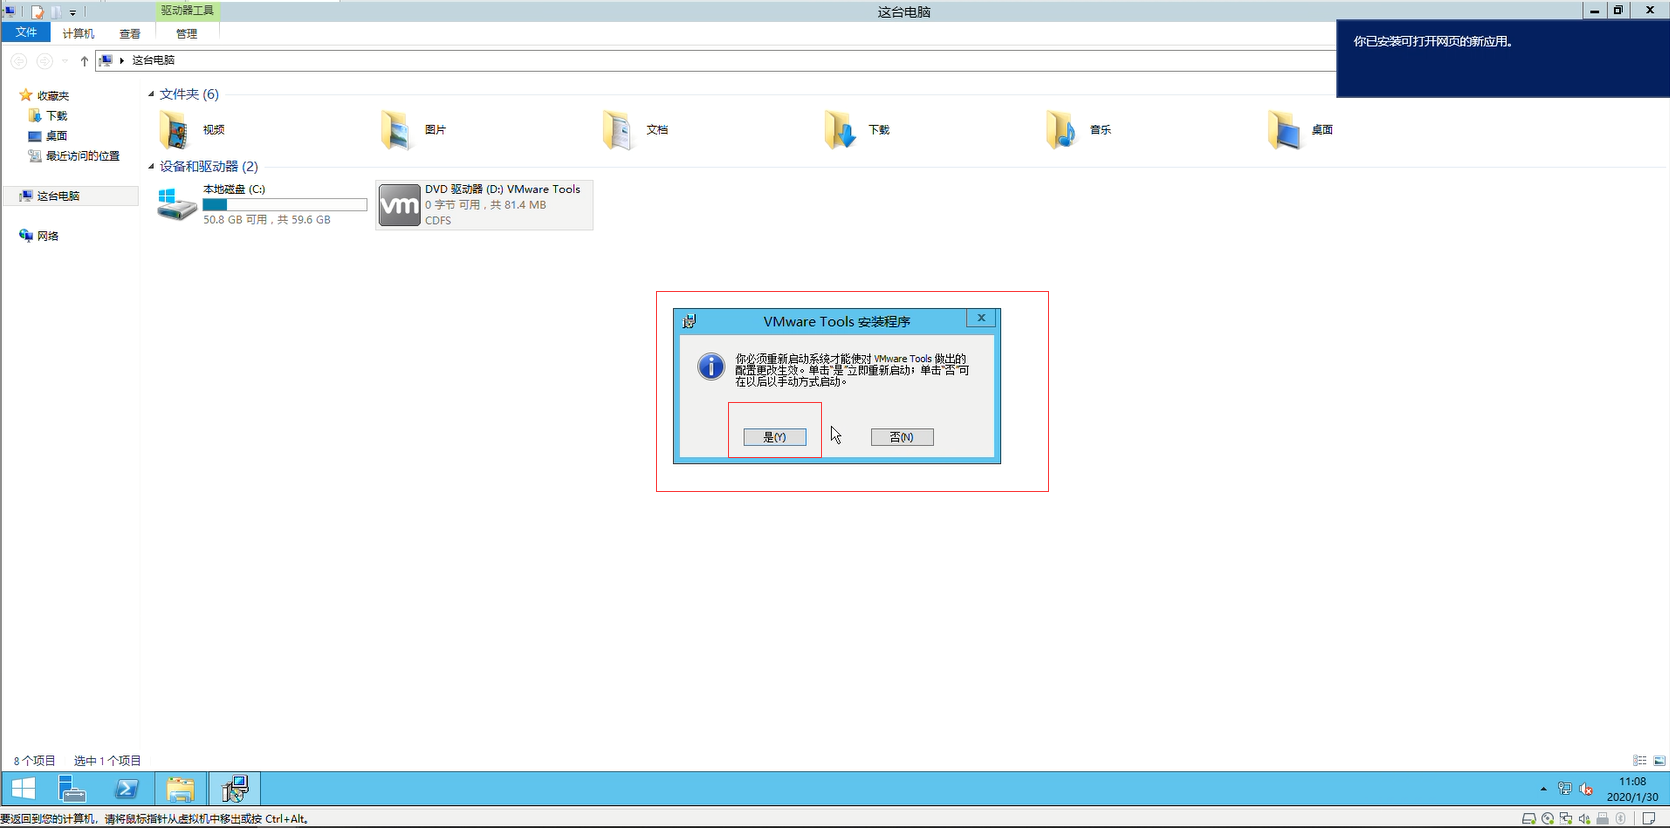 驱动器工具
这台电脑
文件
计算机
查看
管理
你已安装可打开网页的新应用。
这台电脑
收藏夹
下载
桌面
最近访问的位置
这台电脑
网络
文件夹 (6)
视频
图片
文档
下载
音乐
桌面
设备和驱动器 (2)
本地磁盘 (C:)
50.8 GB 可用，共 59.6 GB
DVD 驱动器 (D:) VMware Tools
0 字节 可用，共 81.4 MB
CDFS
vm
VMware Tools 安装程序
你必须重新启动系统才能使对 VMware Tools 做出的
配置更改生效。单击“是”立即重新启动；单击“否”可
在以后以手动方式启动。
是(Y)
否(N)
8 个项目
选中 1 个项目
11:08
2020/1/30
要返回到您的计算机，请将鼠标指针从虚拟机中移出或按 Ctrl+Alt。